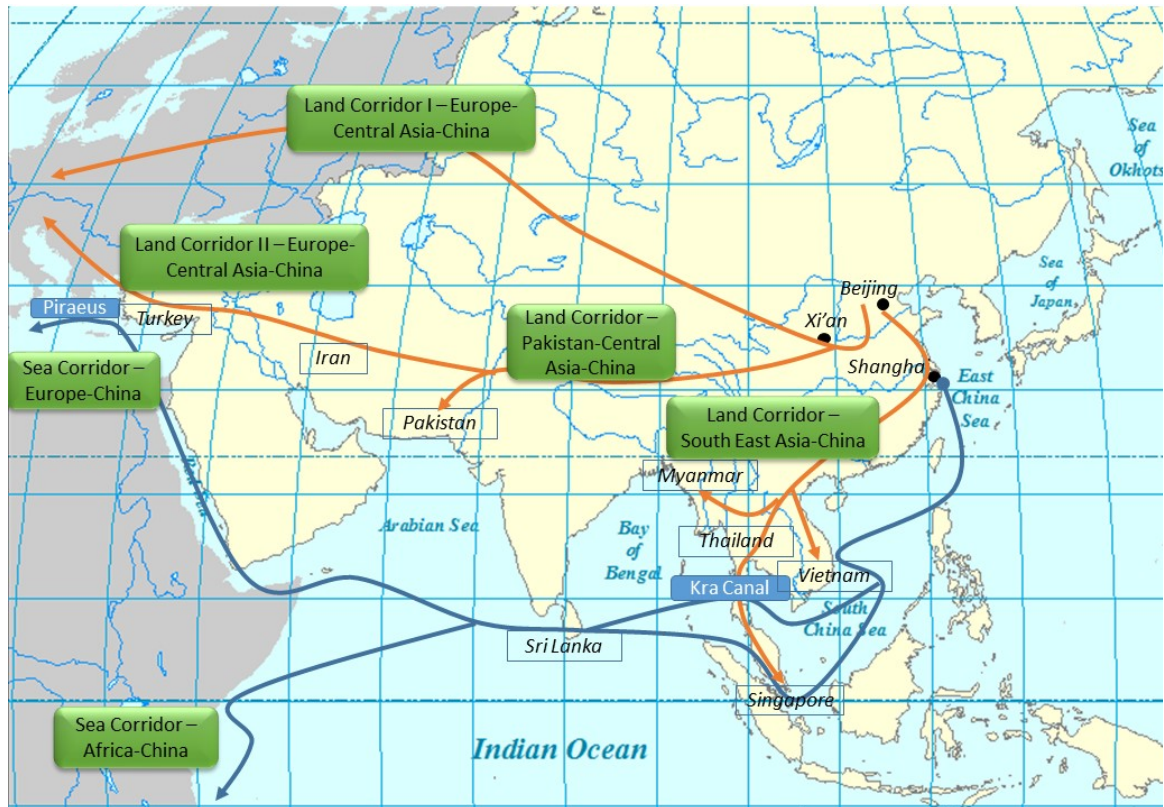 Land Corridor I – Europe-
Central Asia-China
Sea
of
Okhots
Land Corridor II – Europe-
Central Asia-China
Sea
of
Japan
Beijing
Piraeus
Turkey
Xi'an
Land Corridor –
Pakistan-Central
Asia-China
Iran
Sea Corridor –
Europe-China
Shangha
East
China
Sea
Pakistan
Land Corridor –
South East Asia-China
Red Sea
Myanmar
Arabian Sea
Bay
of
Bengal
Thailand
Vietnam
Kra Canal
South
China Sea
Sri Lanka
Singapore
Sea Corridor –
Africa-China
Indian Ocean